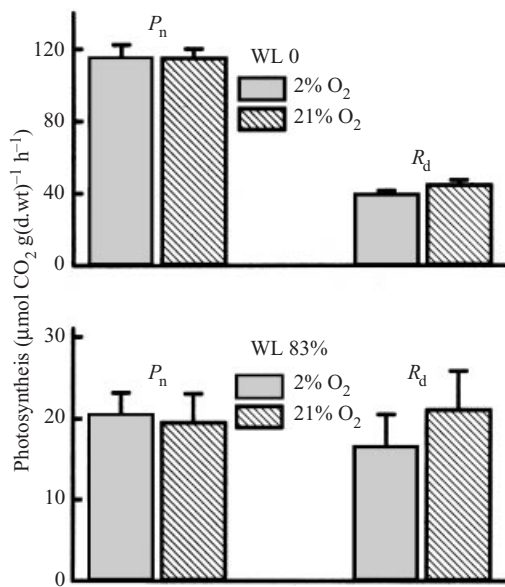 Photosyntheis (μmol CO₂ g(d.wt)⁻¹ h⁻¹)
120
80
40
0
Pn
WL 0
2% O₂
21% O₂
Rd
30
20
10
0
Pn
WL 83%
2% O₂
21% O₂
Rd